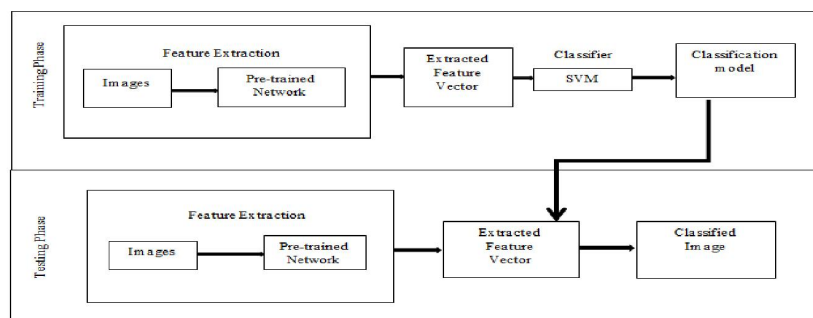 Training Phase
Feature Extraction
Images
Pre-trained
Network
Extracted
Feature
Vector
Classifier
SVM
Classification
model
Testing Phase
Feature Extraction
Images
Pre-trained
Network
Extracted
Feature
Vector
Classified
Image